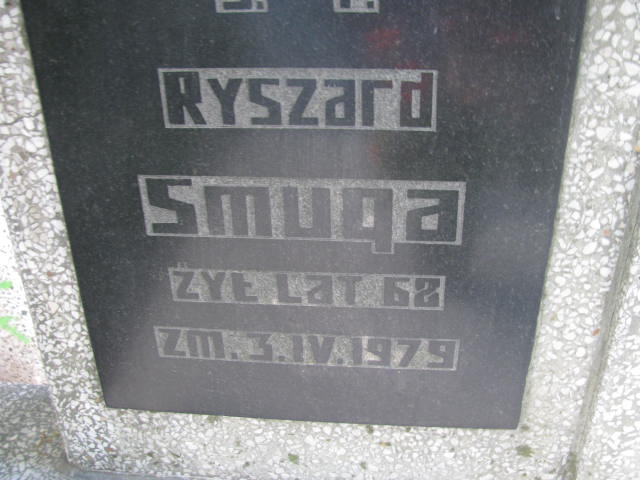 Ś. P.
Ryszard
Smuga
żył lat 62
zm. 3.IV.1979